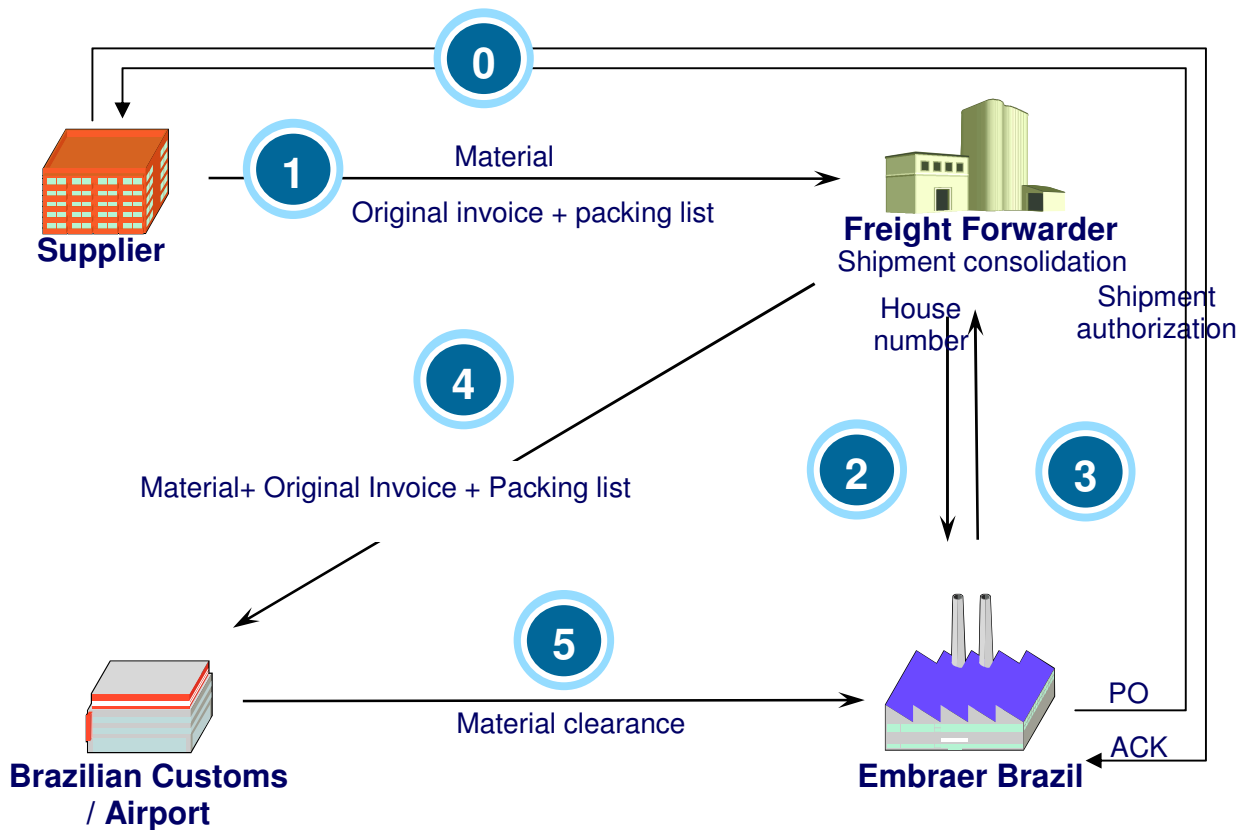 0
1
Material
Original invoice + packing list
Supplier
Freight Forwarder
Shipment consolidation
House
number
Shipment
authorization
4
2
3
Material+ Original Invoice + Packing list
5
Material clearance
PO
ACK
Brazilian Customs
/ Airport
Embraer Brazil